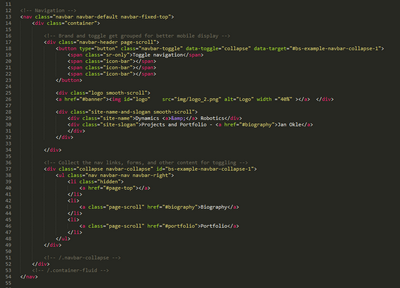 11
12 <!-- Navigation -->
13 <nav class="navbar navbar-default navbar-fixed-top">
14 <div class="container">
15
16 <!-- Brand and toggle get grouped for better mobile display -->
17 <div class="navbar-header page-scroll">
18 <button type="button" class="navbar-toggle" data-toggle="collapse" data-target="#bs-example-navbar-collapse-1">
19 <span class="sr-only">Toggle navigation</span>
20 <span class="icon-bar"></span>
21 <span class="icon-bar"></span>
22 <span class="icon-bar"></span>
23 </button>
24
25 <div class="logo smooth-scroll">
26 <a href="#banner"><img id="logo" src="img/logo_2.png" alt="Logo" width ="40%" ></a> </div>
27
28 <div class="site-name-and-slogan smooth-scroll">
29 <div class="site-name">Dynamics <a>&amp;</a> Robotics</div>
30 <div class="site-slogan">Projects and Portfolio – <a href="#biography">Jan Okle</a>
31 </div>
32 </div>
33
34 </div>
35
36 <!-- Collect the nav links, forms, and other content for toggling -->
37 <div class="collapse navbar-collapse" id="bs-example-navbar-collapse-1">
38 <ul class="nav navbar-nav navbar-right">
39 <li class="hidden">
40 <a href="#page-top"></a>
41 </li>
42 <li>
43 <a class="page-scroll" href="#biography">Biography</a>
44 </li>
45 <li>
46 <a class="page-scroll" href="#portfolio">Portfolio</a>
47 </li>
48 </ul>
49 </div>
50
51 <!-- /.navbar-collapse -->
52 </div>
53 <!-- /.container-fluid -->
54 </nav>
55